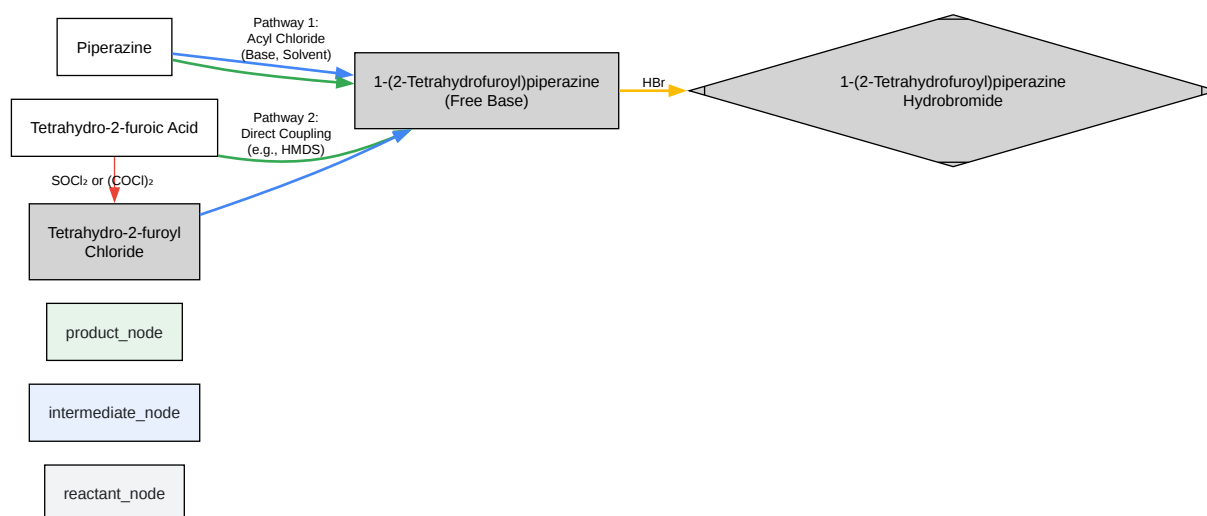 Pathway 1:
Acyl Chloride
(Base, Solvent)
Piperazine
1-(2-Tetrahydrofuroyl)piperazine
(Free Base)
HBr
1-(2-Tetrahydrofuroyl)piperazine
Hydrobromide
Tetrahydro-2-furoic Acid
Pathway 2:
Direct Coupling
(e.g., HMDS)
SOCl₂ or (COCl)₂
Tetrahydro-2-furoyl
Chloride
product_node
intermediate_node
reactant_node